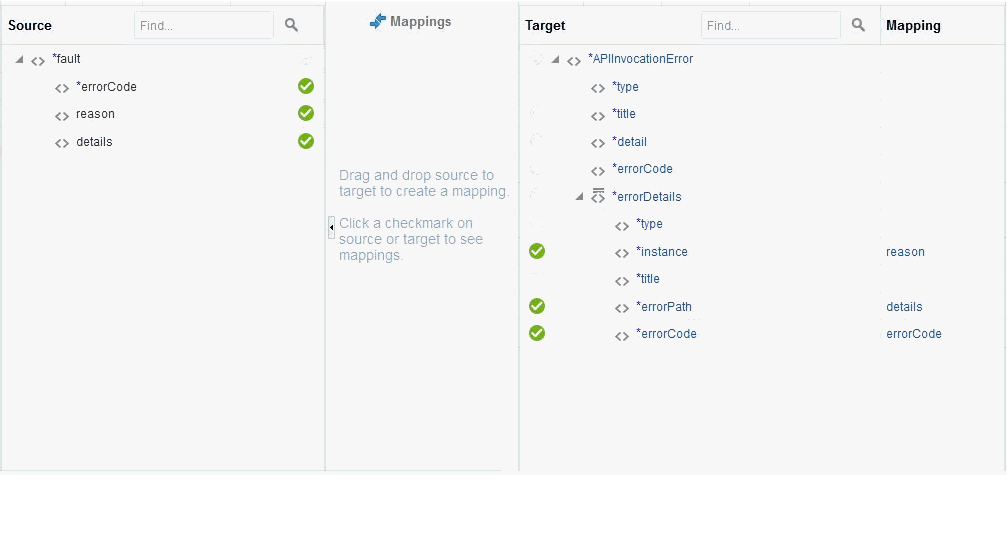 Source Find... Mappings Target Find... Mapping
*fault *APIInvocationError
*errorCode *type
reason *title
details *detail
*errorCode
Drag and drop source to
target to create a mapping.
*errorDetails
Click a checkmark on
source or target to see
mappings.
*type
*instance reason
*title
*errorPath details
*errorCode errorCode